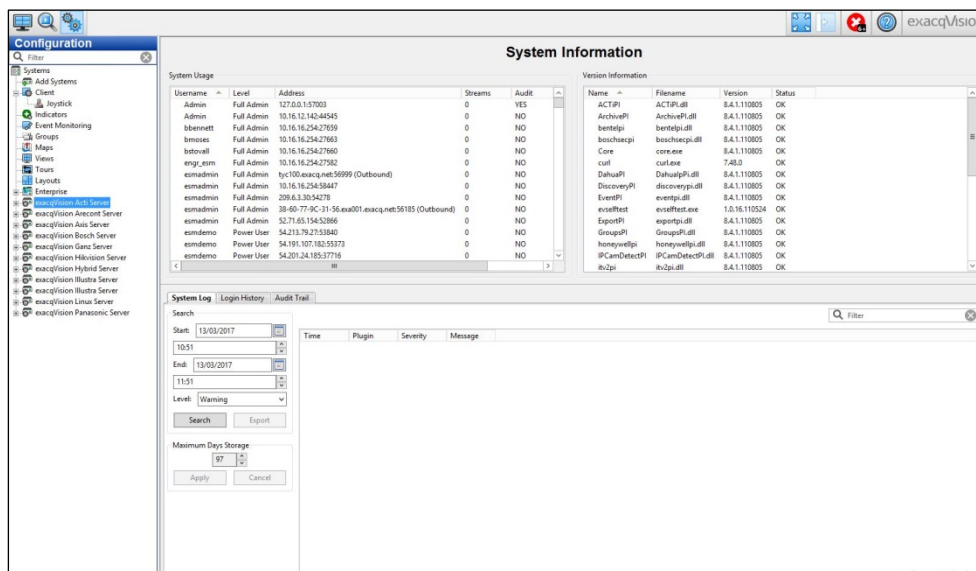 exacqVisio
Configuration
Filter
Systems
Add Systems
Client
Joystick
Indicators
Event Monitoring
Groups
Maps
Views
Tours
Layouts
Enterprise
exacqVision Acti Server
exacqVision Arecont Server
exacqVision Axis Server
exacqVision Bosch Server
exacqVision Ganz Server
exacqVision Hikvision Server
exacqVision Hybrid Server
exacqVision Illustra Server
exacqVision Illustra Server
exacqVision Linux Server
exacqVision Panasonic Server
System Information
System Usage
Username Level Address Streams Audit
Admin Full Admin 127.0.0.1:57003 0 YES
Admin Full Admin 10.16.12.142:44545 0 NO
bbennett Full Admin 10.16.16.254:27659 0 NO
bmoses Full Admin 10.16.16.254:27663 0 NO
bstovall Full Admin 10.16.16.254:27660 0 NO
engr_esm Full Admin 10.16.16.254:27582 0 NO
esmadmin Full Admin tyc100.exacq.net:56999 (Outbound) 0 NO
esmadmin Full Admin 10.16.16.254:58447 0 NO
esmadmin Full Admin 209.6.3.30:54278 0 NO
esmadmin Full Admin 38-60-77-9C-31-56.exa001.exacq.net:56185 (Outbound) 0 NO
esmadmin Full Admin 52.71.65.154:52866 0 NO
esmdemo Power User 54.213.79.27:53840 0 NO
esmdemo Power User 54.191.107.182:55373 0 NO
esmdemo Power User 54.201.24.185:37716 0 NO
Version Information
Name Filename Version Status
ACTiPI ACTiPI.dll 8.4.1.110805 OK
ArchivePI ArchivePI.dll 8.4.1.110805 OK
bentelpi bentelpi.dll 8.4.1.110805 OK
boschsecpi boschsecpi.dll 8.4.1.110805 OK
Core core.exe 8.4.1.110805 OK
curl curl.exe 7.48.0 OK
DahuaPI DahuaIpPi.dll 8.4.1.110805 OK
DiscoveryPI discoverypi.dll 8.4.1.110805 OK
EventPI eventpi.dll 8.4.1.110805 OK
evselftest evselftest.exe 1.0.16.110524 OK
ExportPI exportpi.dll 8.4.1.110805 OK
GroupsPI GroupsPI.dll 8.4.1.110805 OK
honeywellpi honeywellpi.dll 8.4.1.110805 OK
IPCamDetectPI IPCamDetectPI.dll 8.4.1.110805 OK
itv2pi itv2pi.dll 8.4.1.110805 OK
System Log Login History Audit Trail
Search
Start: 13/03/2017
10:51
End: 13/03/2017
11:51
Level: Warning
Search Export
Maximum Days Storage
97
Apply Cancel
Filter
Time Plugin Severity Message